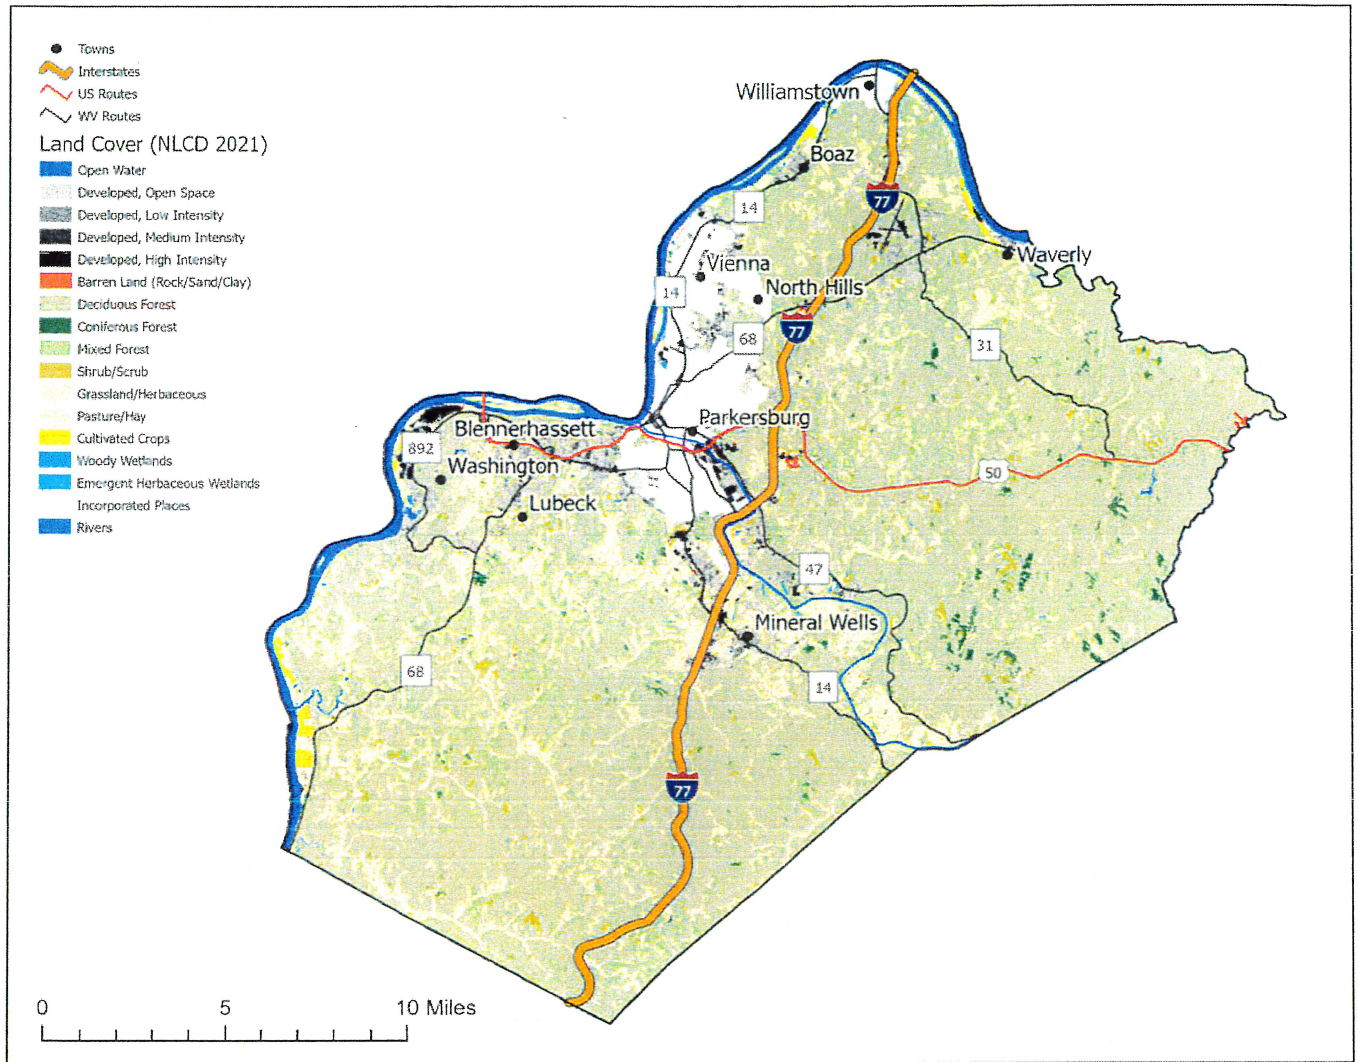 Towns
Interstates
US Routes
WV Routes
Land Cover (NLCD 2021)
Open Water
Developed, Open Space
Developed, Low Intensity
Developed, Medium Intensity
Developed, High Intensity
Barren Land (Rock/Sand/Clay)
Deciduous Forest
Coniferous Forest
Mixed Forest
Shrub/Scrub
Grassland/Herbaceous
Pasture/Hay
Cultivated Crops
Woody Wetlands
Emergent Herbaceous Wetlands
Incorporated Places
Rivers
Williamstown
Boaz
77
14
Waverly
Vienna
North Hills
14
77
68
31
Parkersburg
Blennerhassett
892
Washington
50
Lubeck
47
Mineral Wells
68
14
77
0 5 10 Miles